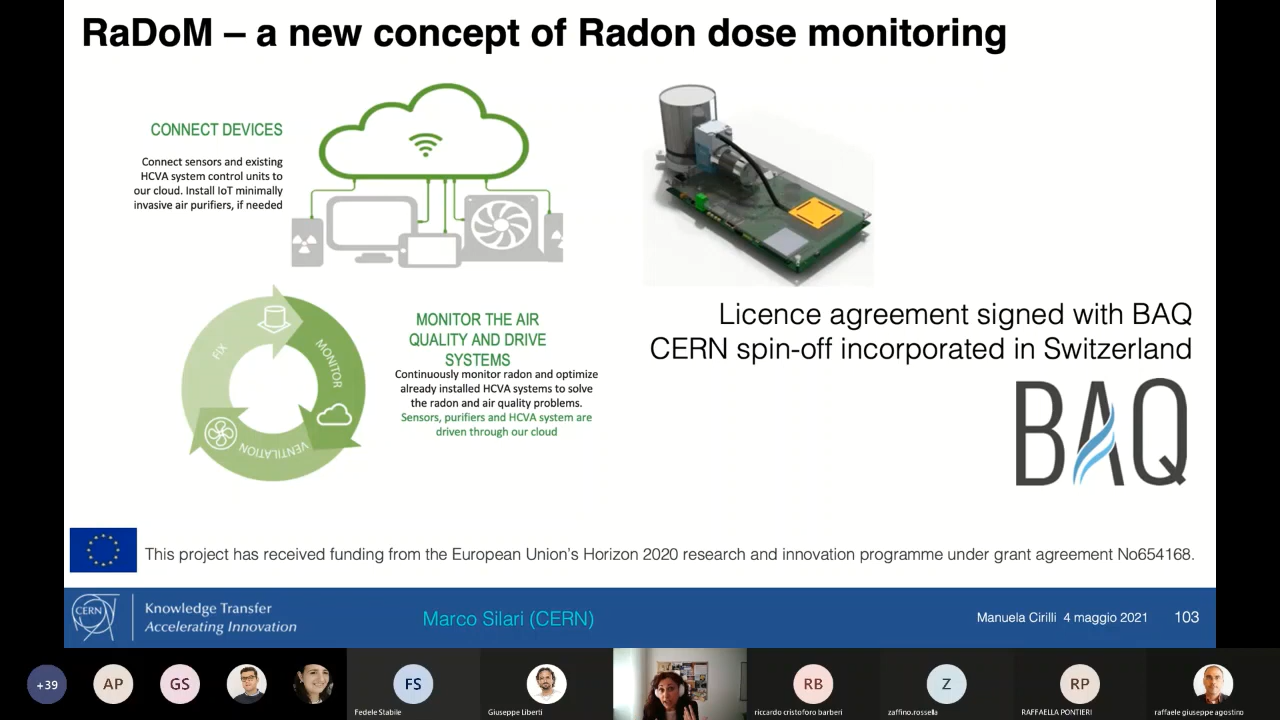 RaDoM – a new concept of Radon dose monitoring
CONNECT DEVICES
Connect sensors and existing
HCVA system control units to
our cloud. Install IoT minimally
invasive air purifiers, if needed
FIX
MONITOR
VENTILATION
MONITOR THE AIR
QUALITY AND DRIVE
SYSTEMS
Continuously monitor radon and optimize
already installed HCVA systems to solve
the radon and air quality problems.
Sensors, purifiers and HCVA system are
driven through our cloud
Licence agreement signed with BAQ
CERN spin-off incorporated in Switzerland
BAQ
This project has received funding from the European Union’s Horizon 2020 research and innovation programme under grant agreement No654168.
CERN
Knowledge Transfer
Accelerating Innovation
Marco Silari (CERN)
Manuela Cirilli 4 maggio 2021
103
+39
AP
GS
FS
Fedele Stabile
Giuseppe Liberti
RB
riccardo cristoforo barberi
Z
zaffino.rossella
RP
RAFFAELLA PONTIERI
raffaele giuseppe agostino